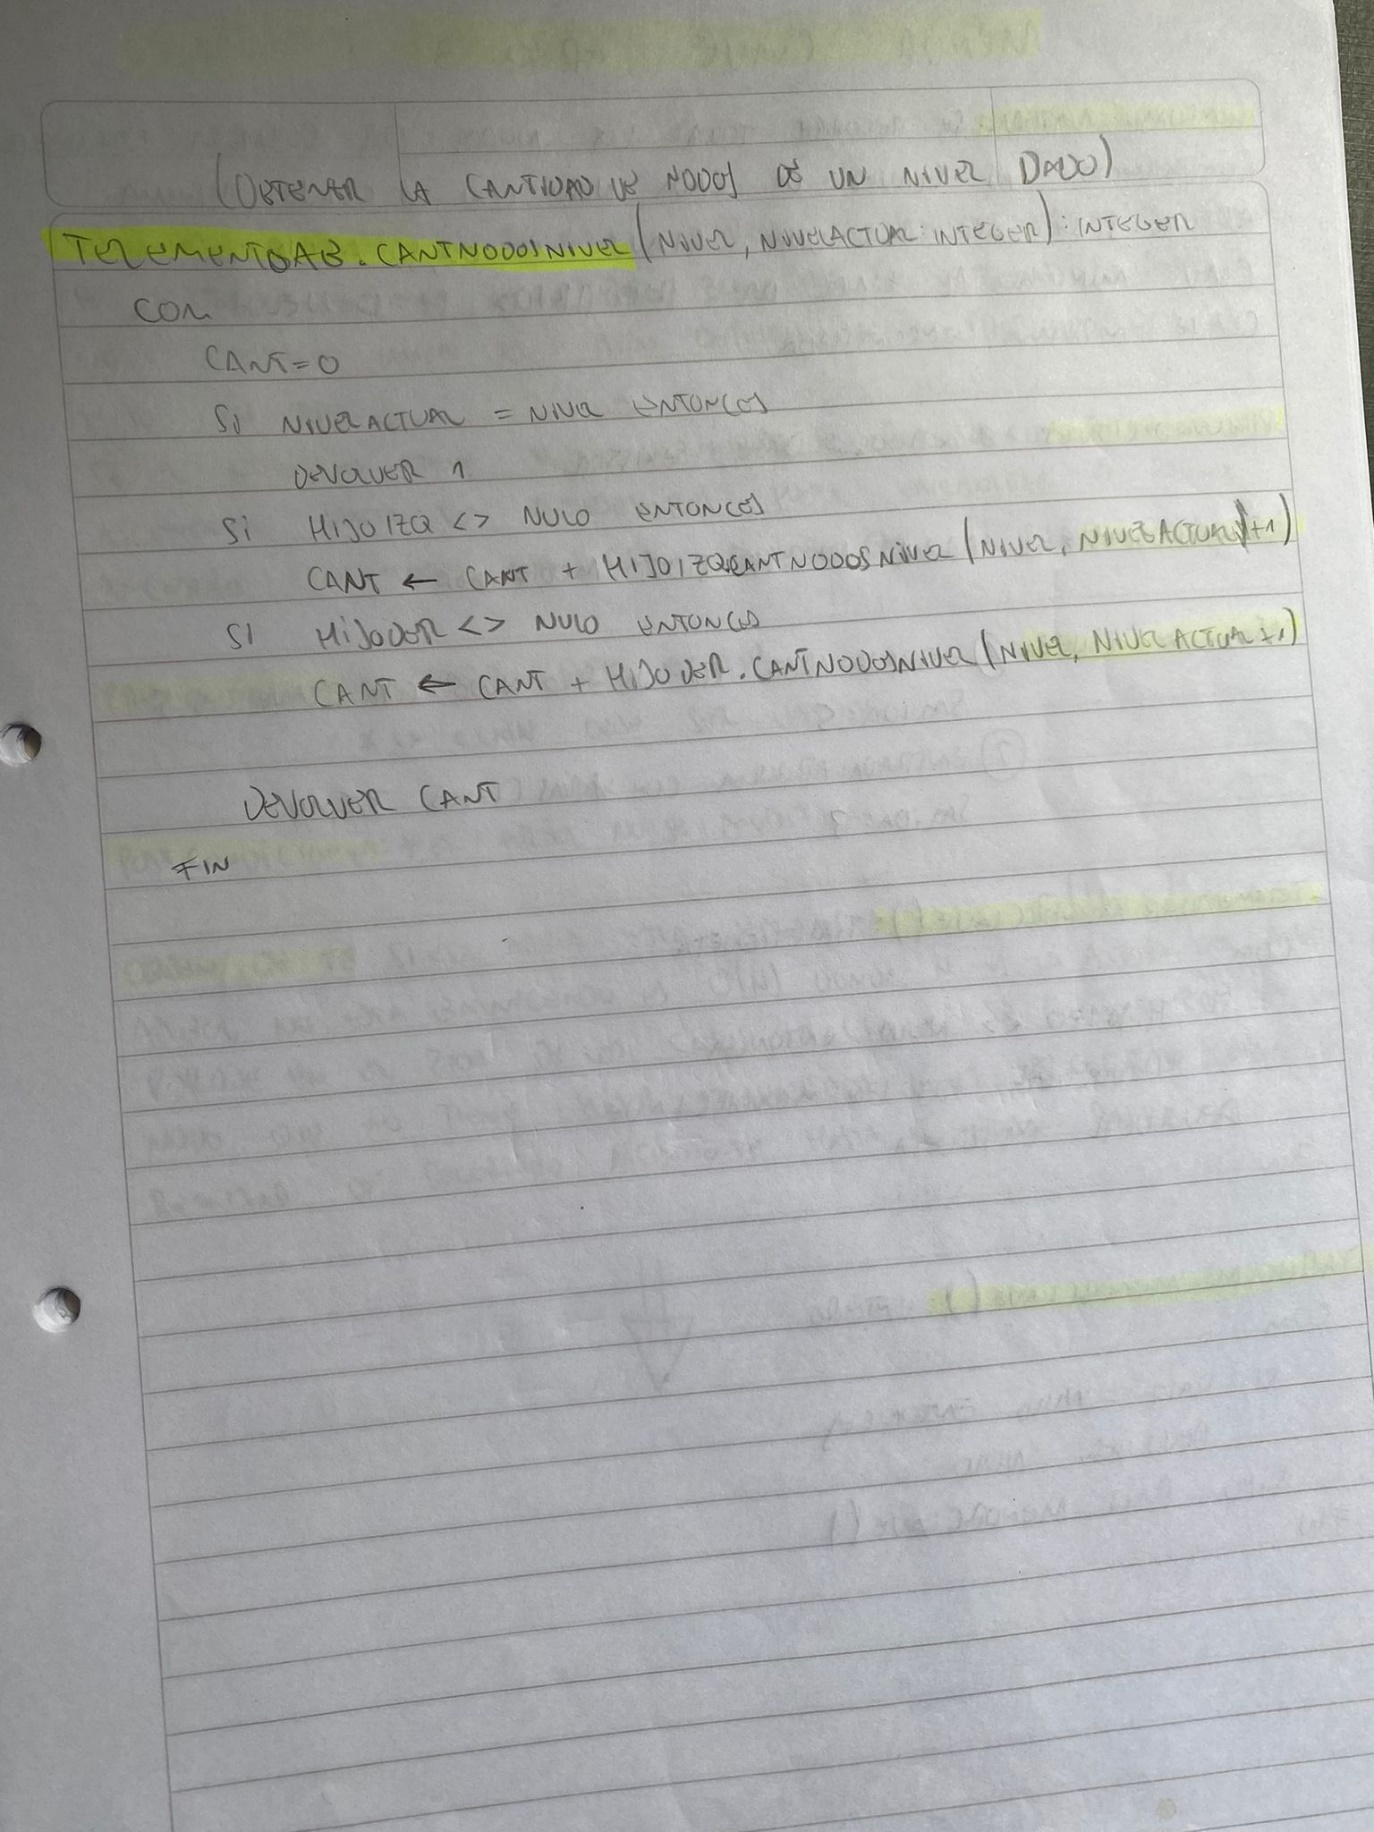 (OBTENER LA CANTIDAD DE NODOS DE UN NIVEL DADO)
TELEMENTOAB.CANTNODOSNIVEL (NIVEL, NIVELACTUAL: INTEGER): INTEGER
COM
CANT=0
SI NIVELACTUAL = NIVEL ENTONCES
DEVOLVER 1
SI HIJOIZQ <> NULO ENTONCES
CANT ← CANT + HIJOIZQ.CANTNODOSNIVEL (NIVEL, NIVELACTUAL+1)
SI HIJODER <> NULO ENTONCES
CANT ← CANT + HIJODER.CANTNODOSNIVEL (NIVEL, NIVELACTUAL+1)
DEVOLVER CANT
FIN